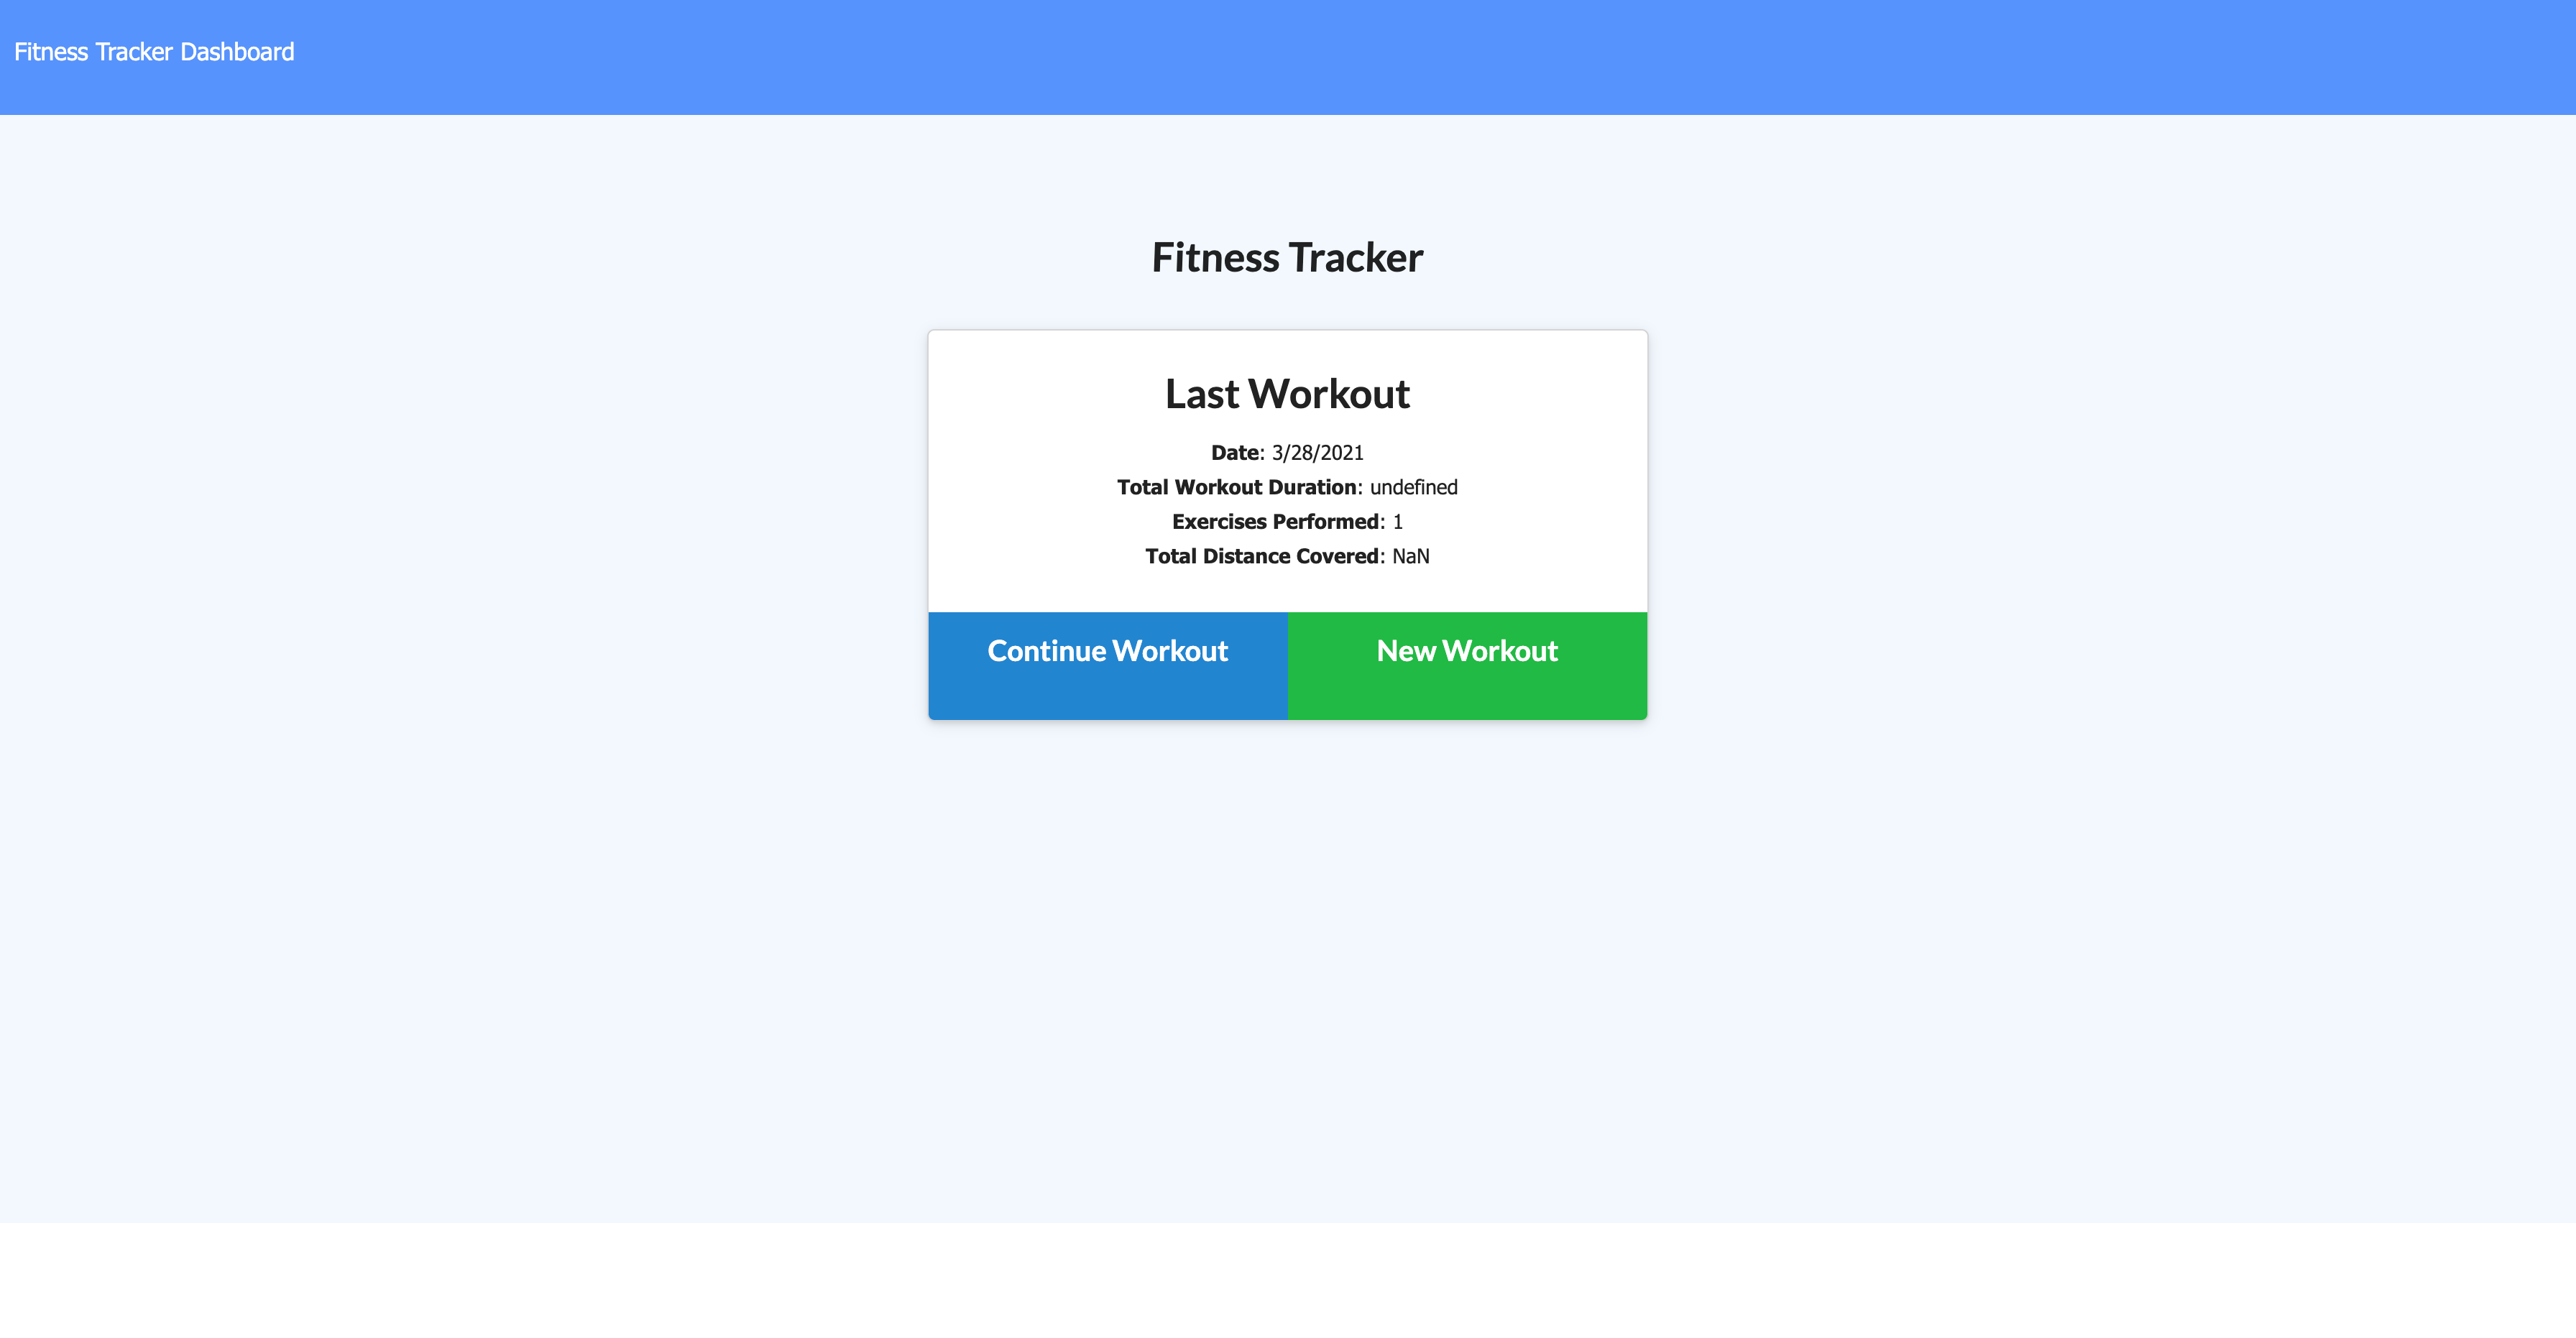 Fitness Tracker Dashboard
Fitness Tracker
Last Workout
Date: 3/28/2021
Total Workout Duration: undefined
Exercises Performed: 1
Total Distance Covered: NaN
Continue Workout
New Workout